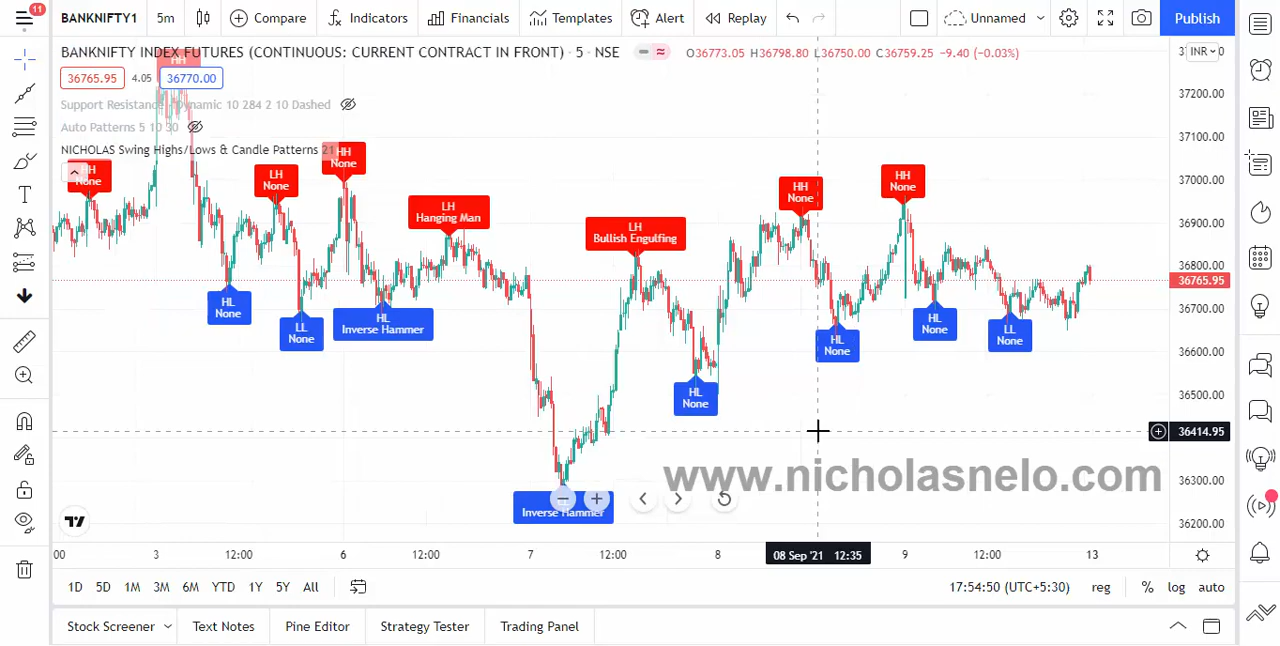 11
BANKNIFTY1
5m
Compare
Indicators
Financials
Templates
Alert
Replay
Unnamed
Publish
BANKNIFTY INDEX FUTURES (CONTINUOUS: CURRENT CONTRACT IN FRONT) · 5 · NSE
O36773.05 H36798.80 L36750.00 C36759.25 −9.40 (−0.03%)
INR
36765.95
4.05
36770.00
Support Resistance - Dynamic 10 284 2 10 Dashed
Auto Patterns 5 10 30
NICHOLAS Swing Highs/Lows & Candle Patterns 21
HH
HH
None
LH
None
HH
None
LH
Hanging Man
LH
Bullish Engulfing
HH
None
HH
None
HL
None
LL
None
HL
Inverse Hammer
HL
None
HL
None
HL
None
LL
None
Inverse Hammer
37200.00
37100.00
37000.00
36900.00
36800.00
36765.95
36700.00
36600.00
36500.00
36414.95
36300.00
36200.00
www.nicholasnelo.com
00
3
12:00
6
12:00
7
12:00
8
08 Sep '21 12:35
9
12:00
13
1D
5D
1M
3M
6M
YTD
1Y
5Y
All
17:54:50 (UTC+5:30)
reg
%
log
auto
Stock Screener
Text Notes
Pine Editor
Strategy Tester
Trading Panel